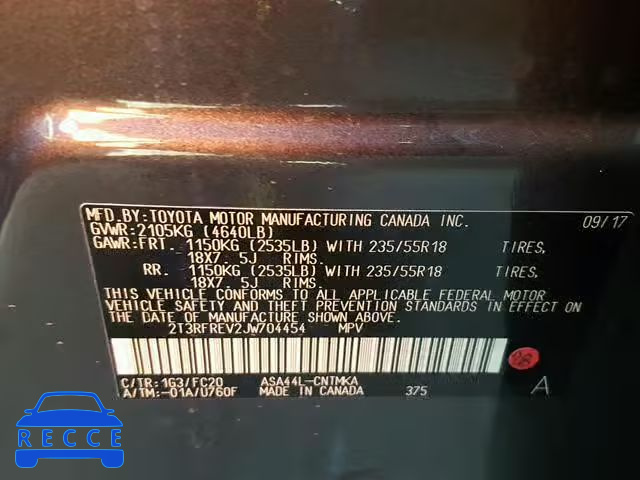 MFD.BY:TOYOTA MOTOR MANUFACTURING CANADA INC. 09/17
GVWR:2105KG (4640LB)
GAWR:FRT. 1150KG (2535LB) WITH 235/55R18 TIRES,
18X7. 5J RIMS.
RR. 1150KG (2535LB) WITH 235/55R18 TIRES,
18X7. 5J RIMS.
THIS VEHICLE CONFORMS TO ALL APPLICABLE FEDERAL MOTOR
VEHICLE SAFETY AND THEFT PREVENTION STANDARDS IN EFFECT ON
THE DATE OF MANUFACTURE SHOWN ABOVE.
2T3RFREV2JW704454 MPV
C/TR:1G3/FC20 ASA44L-CNTMKA A
A/TM:-01A/U760F MADE IN CANADA 375
RECCE